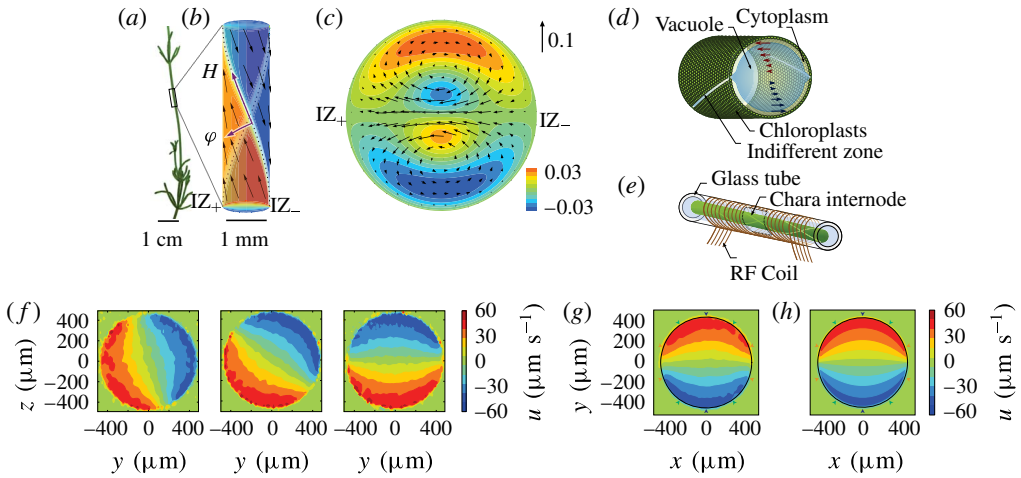 (a) (b) (c) (d)
0.1
Vacuole Cytoplasm
H
φ
IZ+ IZ−
IZ+ IZ−
0.03
−0.03
1 cm 1 mm
Chloroplasts
Indifferent zone
(e)
Glass tube
Chara internode
RF Coil
(f) (g) (h)
z (μm)
400
200
0
−200
−400
−400 0 400
−400 0 400
−400 0 400
y (μm) y (μm) y (μm)
60
30
0
−30
−60
u (μm s−1)
y (μm)
400
200
0
−200
−400
−400 0 400
−400 0 400
x (μm) x (μm)
60
30
0
−30
−60
u (μm s−1)